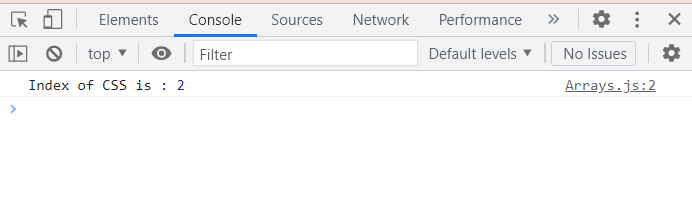 Elements Console Sources Network Performance »
top ▼ Filter Default levels ▼ No Issues
Index of CSS is : 2 Arrays.js:2
>